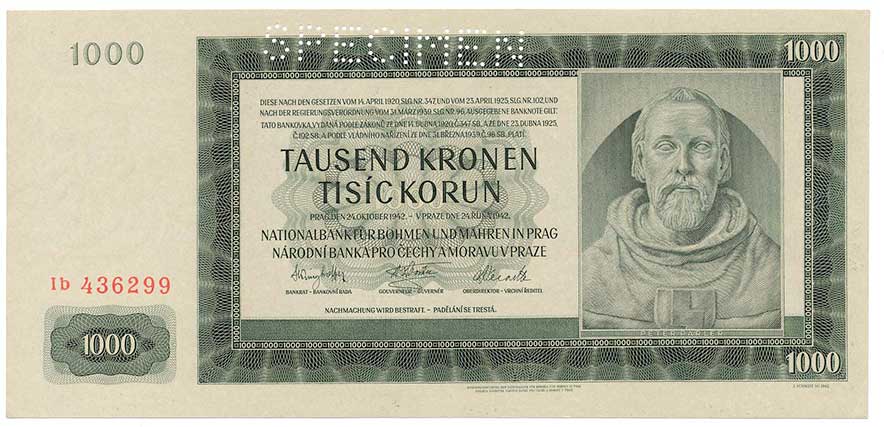 SPECIMEN
1000
1000
DIESE NACH DEN GESETZEN VOM 14. APRIL 1920, SLG. NR. 347, UND VOM 23. APRIL 1925, SLG. NR. 102, UND
NACH DER REGIERUNGSVERORDNUNG VOM 31. MÄRZ 1939, SLG. NR. 96, AUSGEGEBENE BANKNOTE GILT:
TATO BANKOVKA, VYDANÁ PODLE ZÁKONŮ ZE DNE 14. DUBNA 1920, Č. 347 SB., A ZE DNE 23. DUBNA 1925,
Č. 102 SB., A PODLE VLÁDNÍHO NAŘÍZENÍ ZE DNE 31. BŘEZNA 1939, Č. 96 SB., PLATÍ:
TAUSEND KRONEN
TISÍC KORUN
PRAG, DEN 24. OKTOBER 1942. – V PRAZE DNE 24. ŘÍJNA 1942.
NATIONALBANK FÜR BÖHMEN UND MÄHREN IN PRAG
NÁRODNÍ BANKA PRO ČECHY A MORAVU V PRAZE
BANKRAT – BANKOVNÍ RADA
GOUVERNEUR – GUVERNÉR
OBERDIREKTOR – VRCHNÍ ŘEDITEL
NACHMACHUNG WIRD BESTRAFT. – PADĚLÁNÍ SE TRESTÁ.
Ib 436299
PETER PARLER
1000
1000